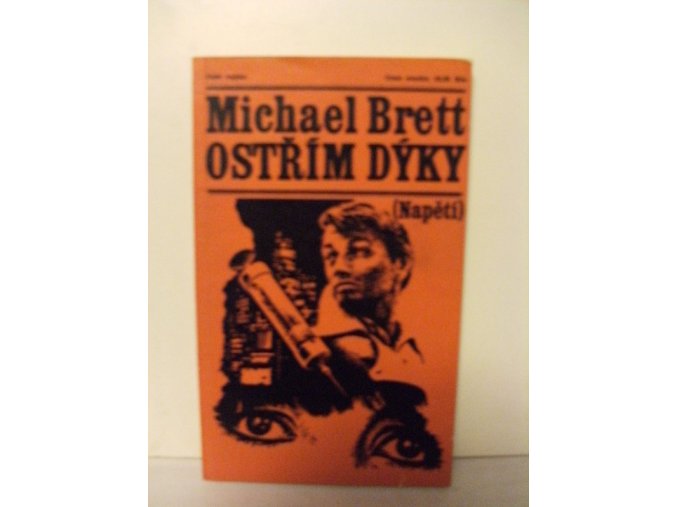 Michael Brett
OSTŘÍM DÝKY
(Napětí)